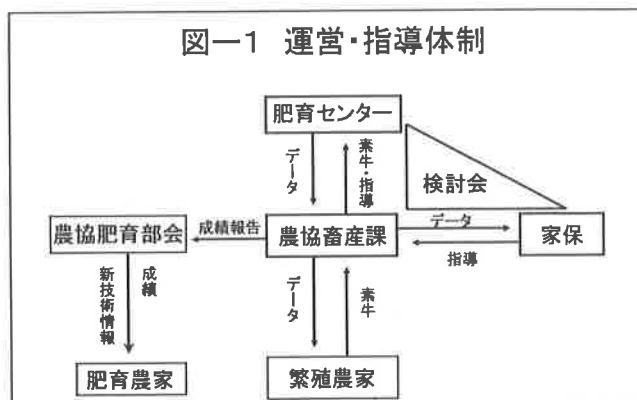 図ー1 運営・指導体制
肥育センター
データ
素牛・指導
検討会
農協肥育部会
成績報告
農協畜産課
データ
指導
家保
成績
新技術情報
データ
素牛
肥育農家
繁殖農家